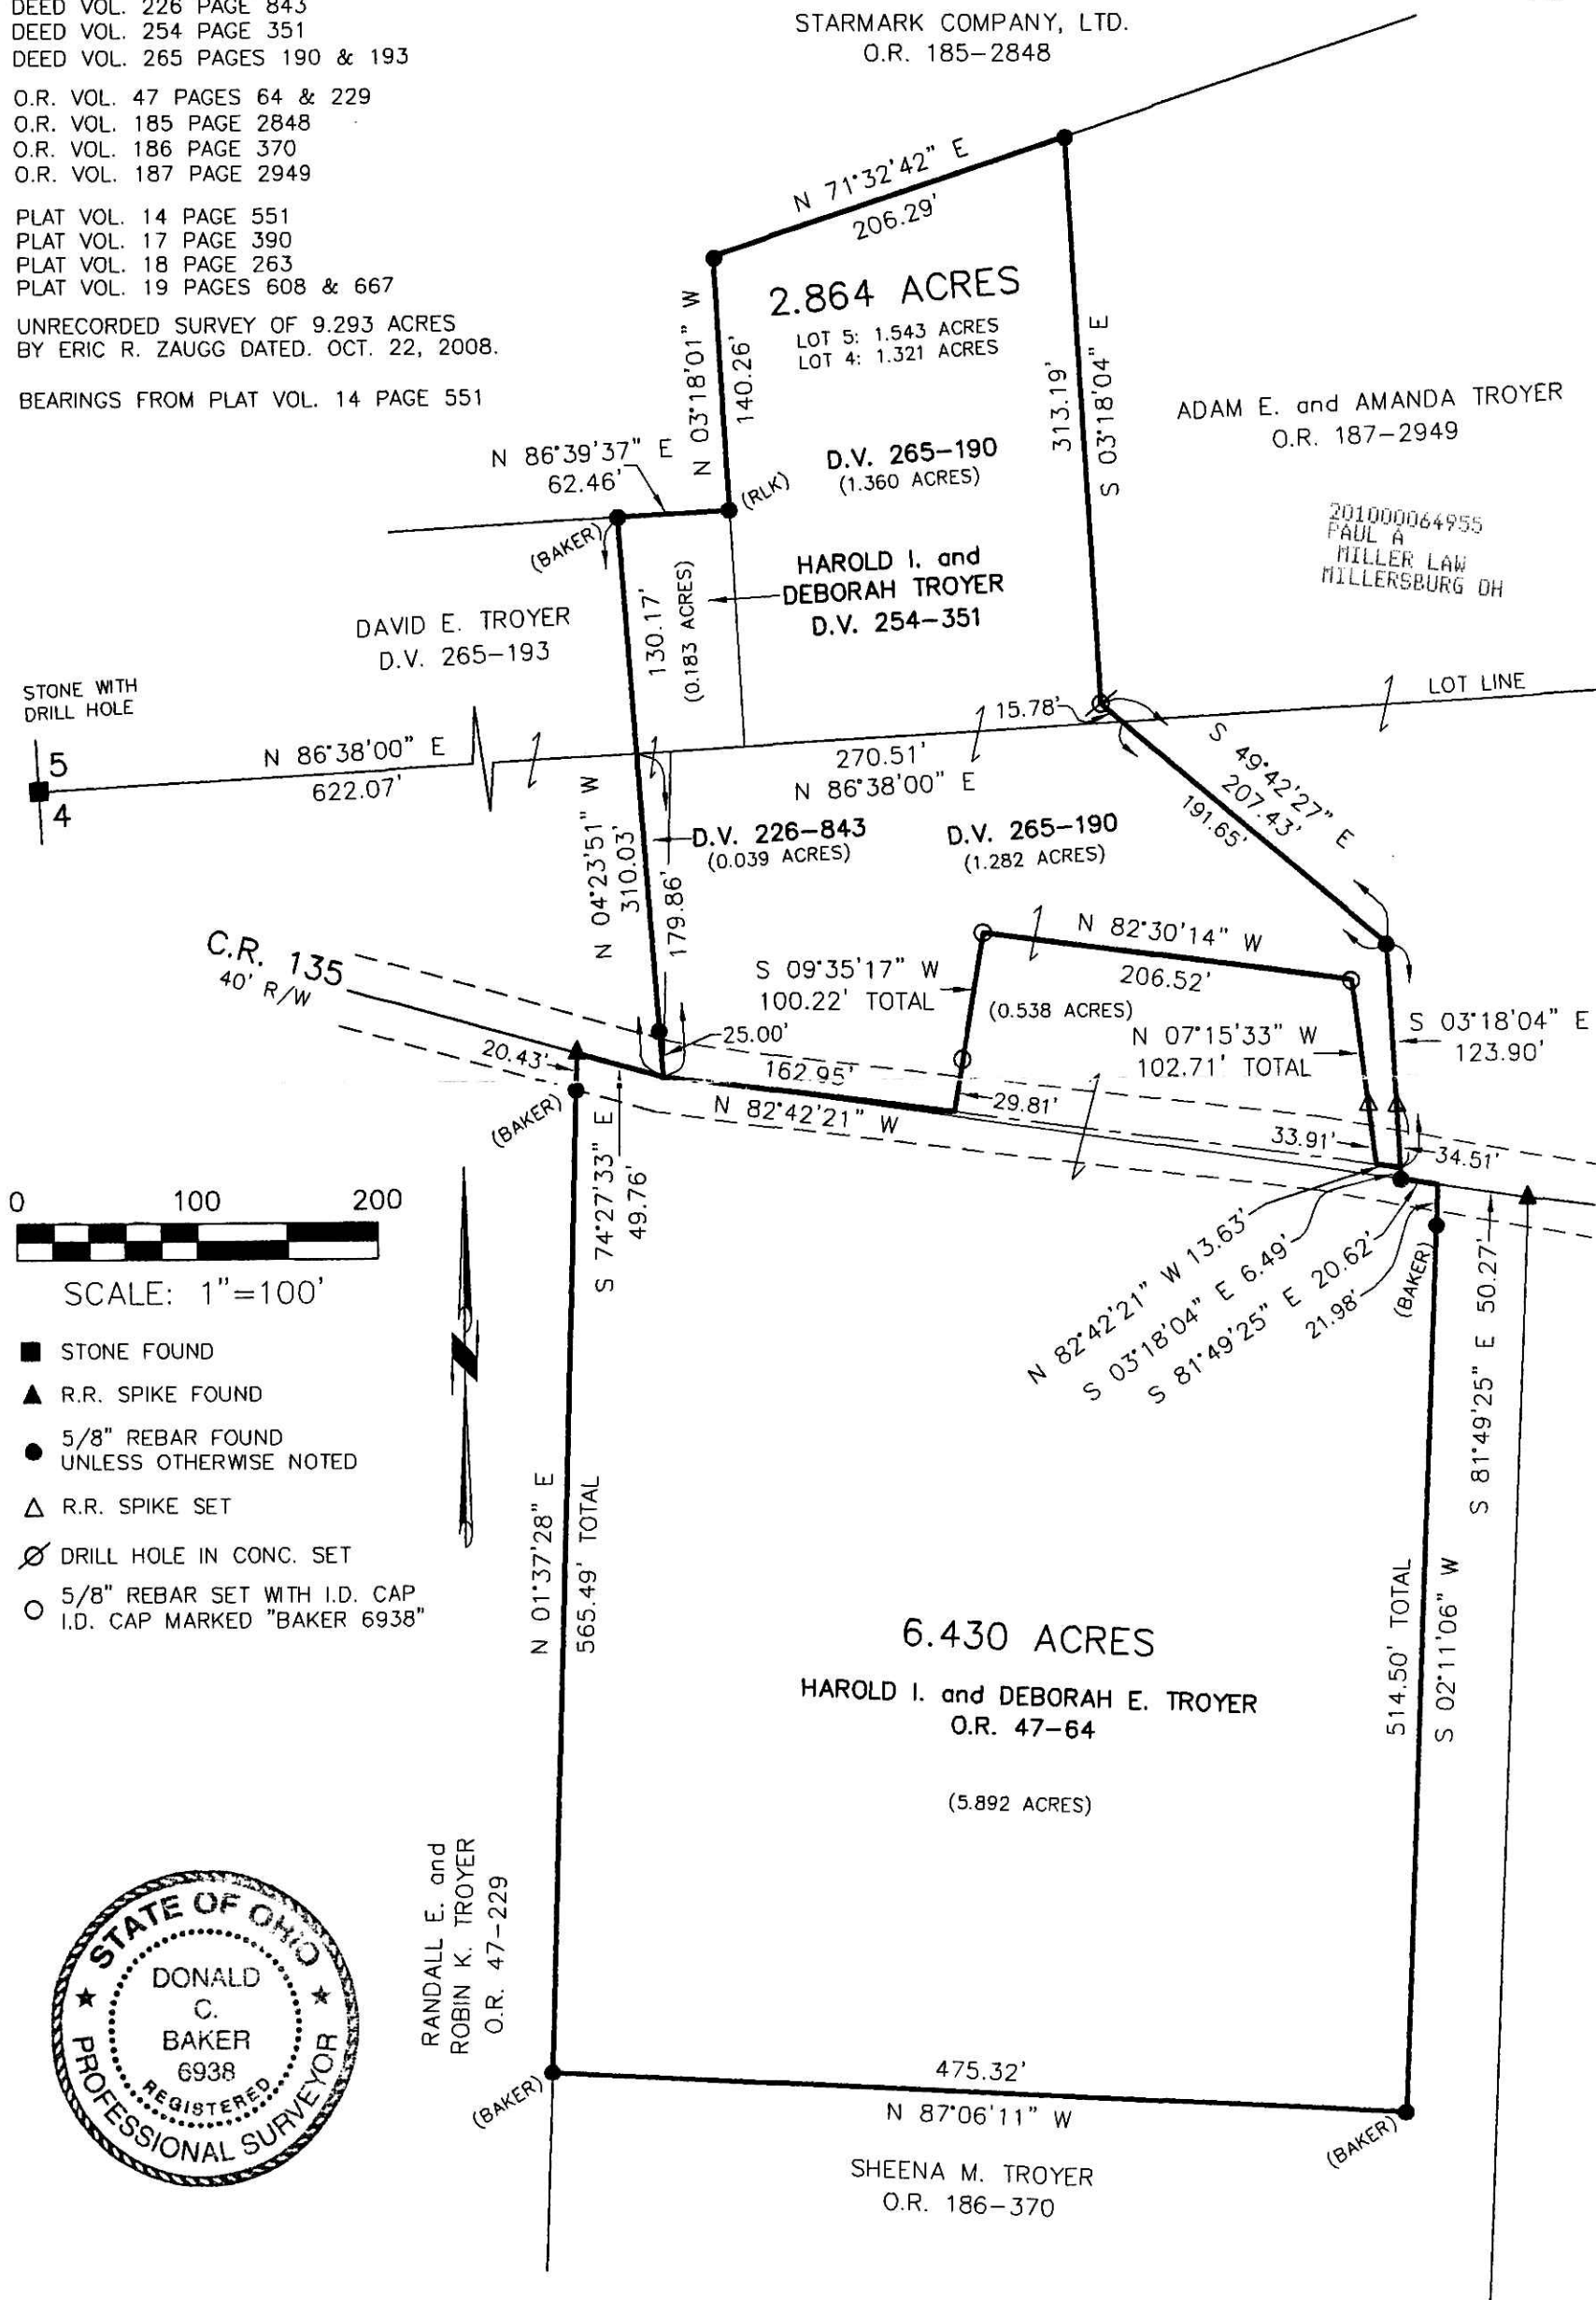 DEED VOL. 226 PAGE 843
DEED VOL. 254 PAGE 351
DEED VOL. 265 PAGES 190 & 193
O.R. VOL. 47 PAGES 64 & 229
O.R. VOL. 185 PAGE 2848
O.R. VOL. 186 PAGE 370
O.R. VOL. 187 PAGE 2949
PLAT VOL. 14 PAGE 551
PLAT VOL. 17 PAGE 390
PLAT VOL. 18 PAGE 263
PLAT VOL. 19 PAGES 608 & 667
UNRECORDED SURVEY OF 9.293 ACRES
BY ERIC R. ZAUGG DATED. OCT. 22, 2008.
BEARINGS FROM PLAT VOL. 14 PAGE 551
STARMARK COMPANY, LTD.
O.R. 185-2848
N 71°32'42" E
206.29'
2.864 ACRES
LOT 5: 1.543 ACRES
LOT 4: 1.321 ACRES
N 03°18'01" W
140.26'
313.19'
S 03°18'04" E
ADAM E. and AMANDA TROYER
O.R. 187-2949
N 86°39'37" E
62.46'
(RLK)
D.V. 265-190
(1.360 ACRES)
201000064955
PAUL A
MILLER LAW
MILLERSBURG OH
(BAKER)
HAROLD I. and
DEBORAH TROYER
D.V. 254-351
130.17'
(0.183 ACRES)
DAVID E. TROYER
D.V. 265-193
STONE WITH
DRILL HOLE
5
4
N 86°38'00" E
622.07'
15.78'
LOT LINE
270.51'
N 86°38'00" E
S 49°42'27" E
207.43'
191.65'
N 04°23'51" W
310.03'
179.86'
D.V. 226-843
(0.039 ACRES)
D.V. 265-190
(1.282 ACRES)
C.R. 135
40' R/W
N 82°30'14" W
206.52'
S 09°35'17" W
100.22' TOTAL
(0.538 ACRES)
N 07°15'33" W
102.71' TOTAL
S 03°18'04" E
123.90'
25.00'
20.43'
162.95'
N 82°42'21" W
29.81'
33.91'
34.51'
(BAKER)
S 74°27'33" E
49.76'
N 82°42'21" W 13.63'
S 03°18'04" E 6.49'
S 81°49'25" E 20.62'
21.98'
(BAKER)
S 81°49'25" E 50.27'
0 100 200
SCALE: 1"=100'
STONE FOUND
R.R. SPIKE FOUND
5/8" REBAR FOUND
UNLESS OTHERWISE NOTED
R.R. SPIKE SET
DRILL HOLE IN CONC. SET
5/8" REBAR SET WITH I.D. CAP
I.D. CAP MARKED "BAKER 6938"
N 01°37'28" E
565.49' TOTAL
6.430 ACRES
HAROLD I. and DEBORAH E. TROYER
O.R. 47-64
(5.892 ACRES)
514.50' TOTAL
S 02°11'06" W
RANDALL E. and
ROBIN K. TROYER
O.R. 47-229
STATE OF OHIO
DONALD
C.
BAKER
6938
REGISTERED
PROFESSIONAL SURVEYOR
(BAKER)
475.32'
N 87°06'11" W
(BAKER)
SHEENA M. TROYER
O.R. 186-370